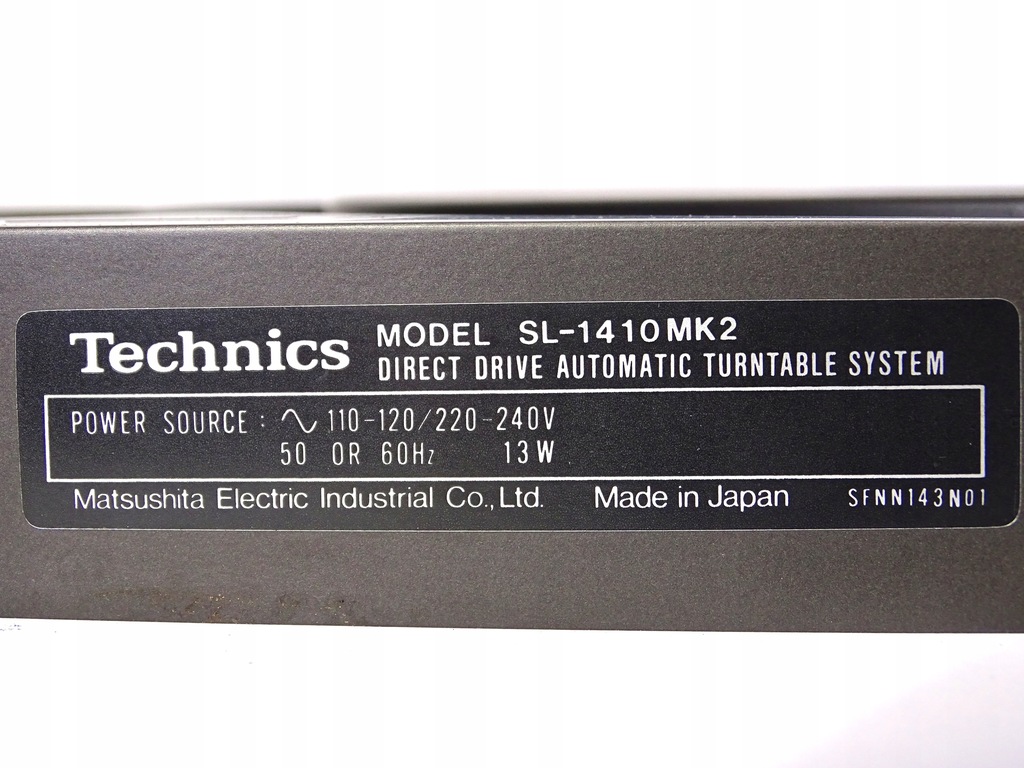 Technics MODEL SL-1410MK2
DIRECT DRIVE AUTOMATIC TURNTABLE SYSTEM
POWER SOURCE : ∿ 110-120/220-240V
50 OR 60Hz 13W
Matsushita Electric Industrial Co., Ltd. Made in Japan SFNN143N01